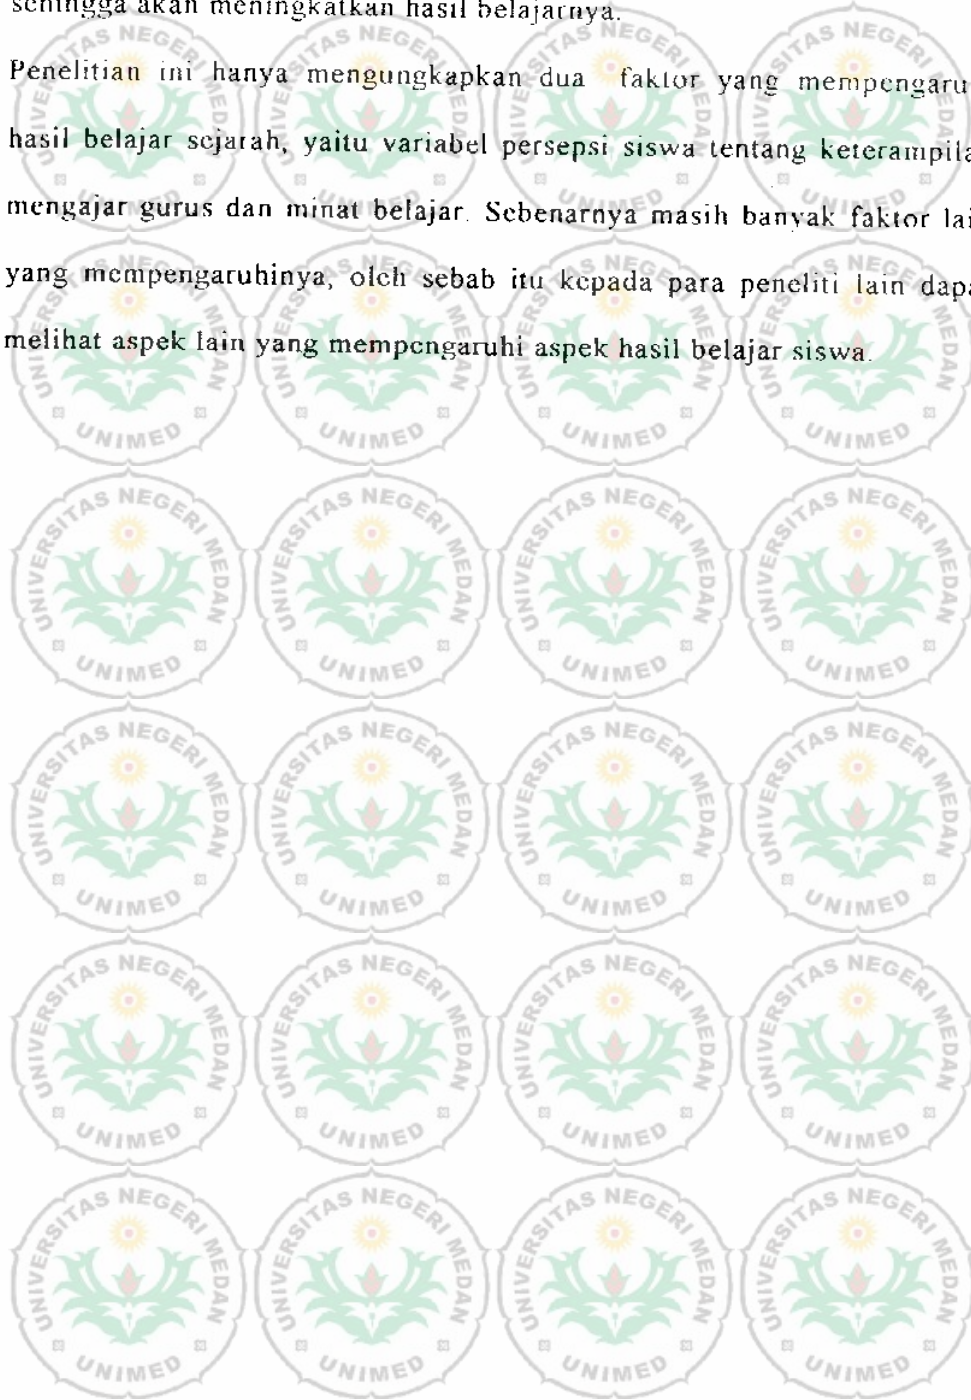 sehingga akan meningkatkan hasil belajarnya.
Penelitian ini hanya mengungkapkan dua faktor yang mempengaru
hasil belajar sejarah, yaitu variabel persepsi siswa tentang keterampila
mengajar gurus dan minat belajar. Sebenarnya masih banyak faktor lai
yang mempengaruhinya, oleh sebab itu kepada para peneliti lain dapa
melihat aspek lain yang mempengaruhi aspek hasil belajar siswa.
UNIVERSITAS NEGERI MEDAN
UNIMED